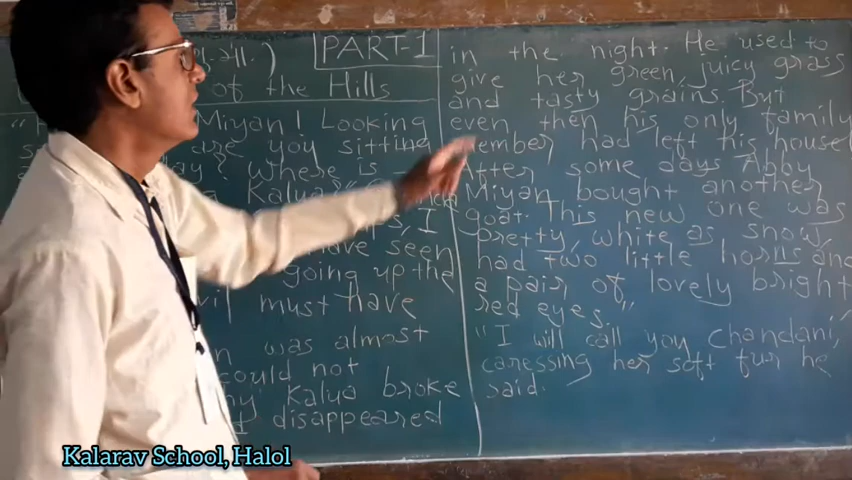 PART-1
of the Hills
Miyan! Looking
you sitting
? Where is
Kalua
I
have seen
going up the
must have
was almost
could not
Kalua broke
disappeared
in the night. He used to
give her green, juicy grass
and tasty grains. But
even then his only family
member had left his house
After some days Abby
Miyan bought another
goat. This new one was
pretty, white as snow,
had two little horns and
a pair of lovely bright
red eyes."
"I will call you Chandani,"
caressing her soft fur he
said.
Kalarav School, Halol